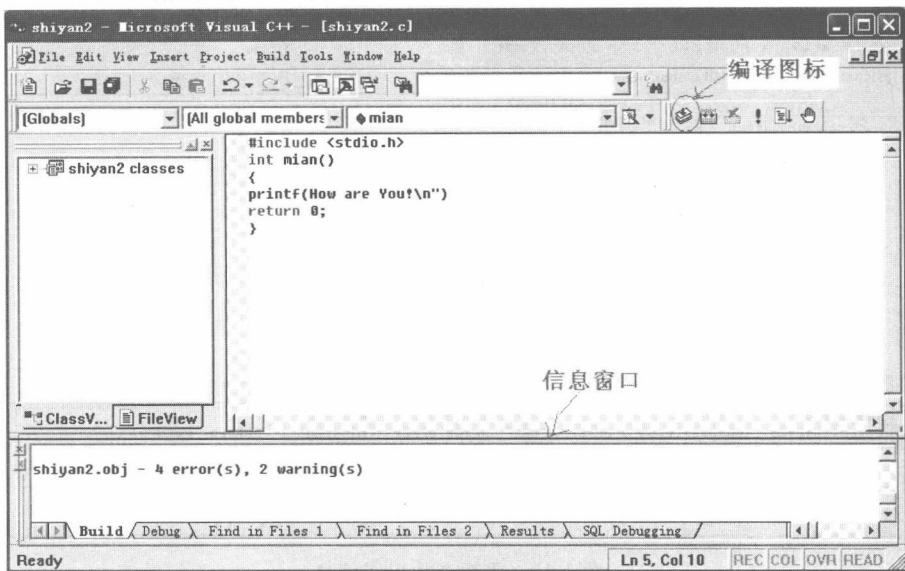 shiyan2 - Microsoft Visual C++ - [shiyan2.c]
File Edit View Insert Project Build Tools Window Help
编译图标
(Globals) (All global members mian
shiyan2 classes
#include <stdio.h>
int mian()
{
printf(How are You!\n")
return 0;
}
信息窗口
ClassV... FileView
shiyan2.obj - 4 error(s), 2 warning(s)
Build Debug Find in Files 1 Find in Files 2 Results SQL Debugging
Ready Ln 5, Col 10 REC COL OVR READ